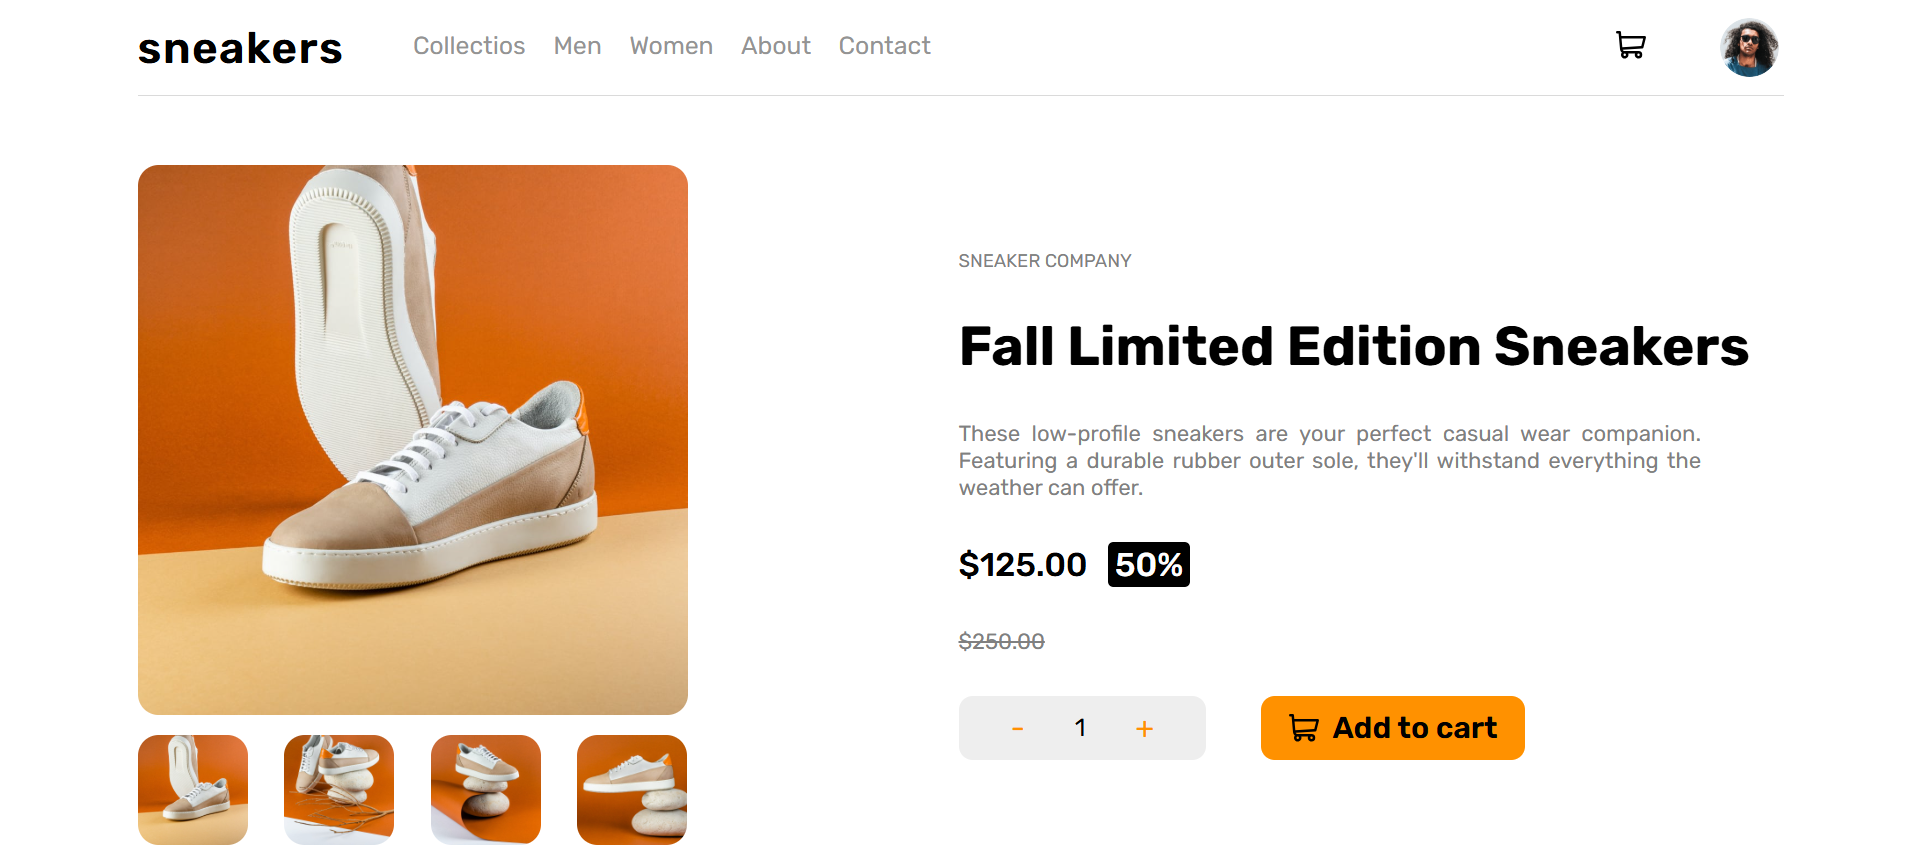 sneakers
Collectios Men Women About Contact
SNEAKER COMPANY
Fall Limited Edition Sneakers
These low-profile sneakers are your perfect casual wear companion.
Featuring a durable rubber outer sole, they'll withstand everything the
weather can offer.
$125.00 50%
$250.00
- 1 + Add to cart